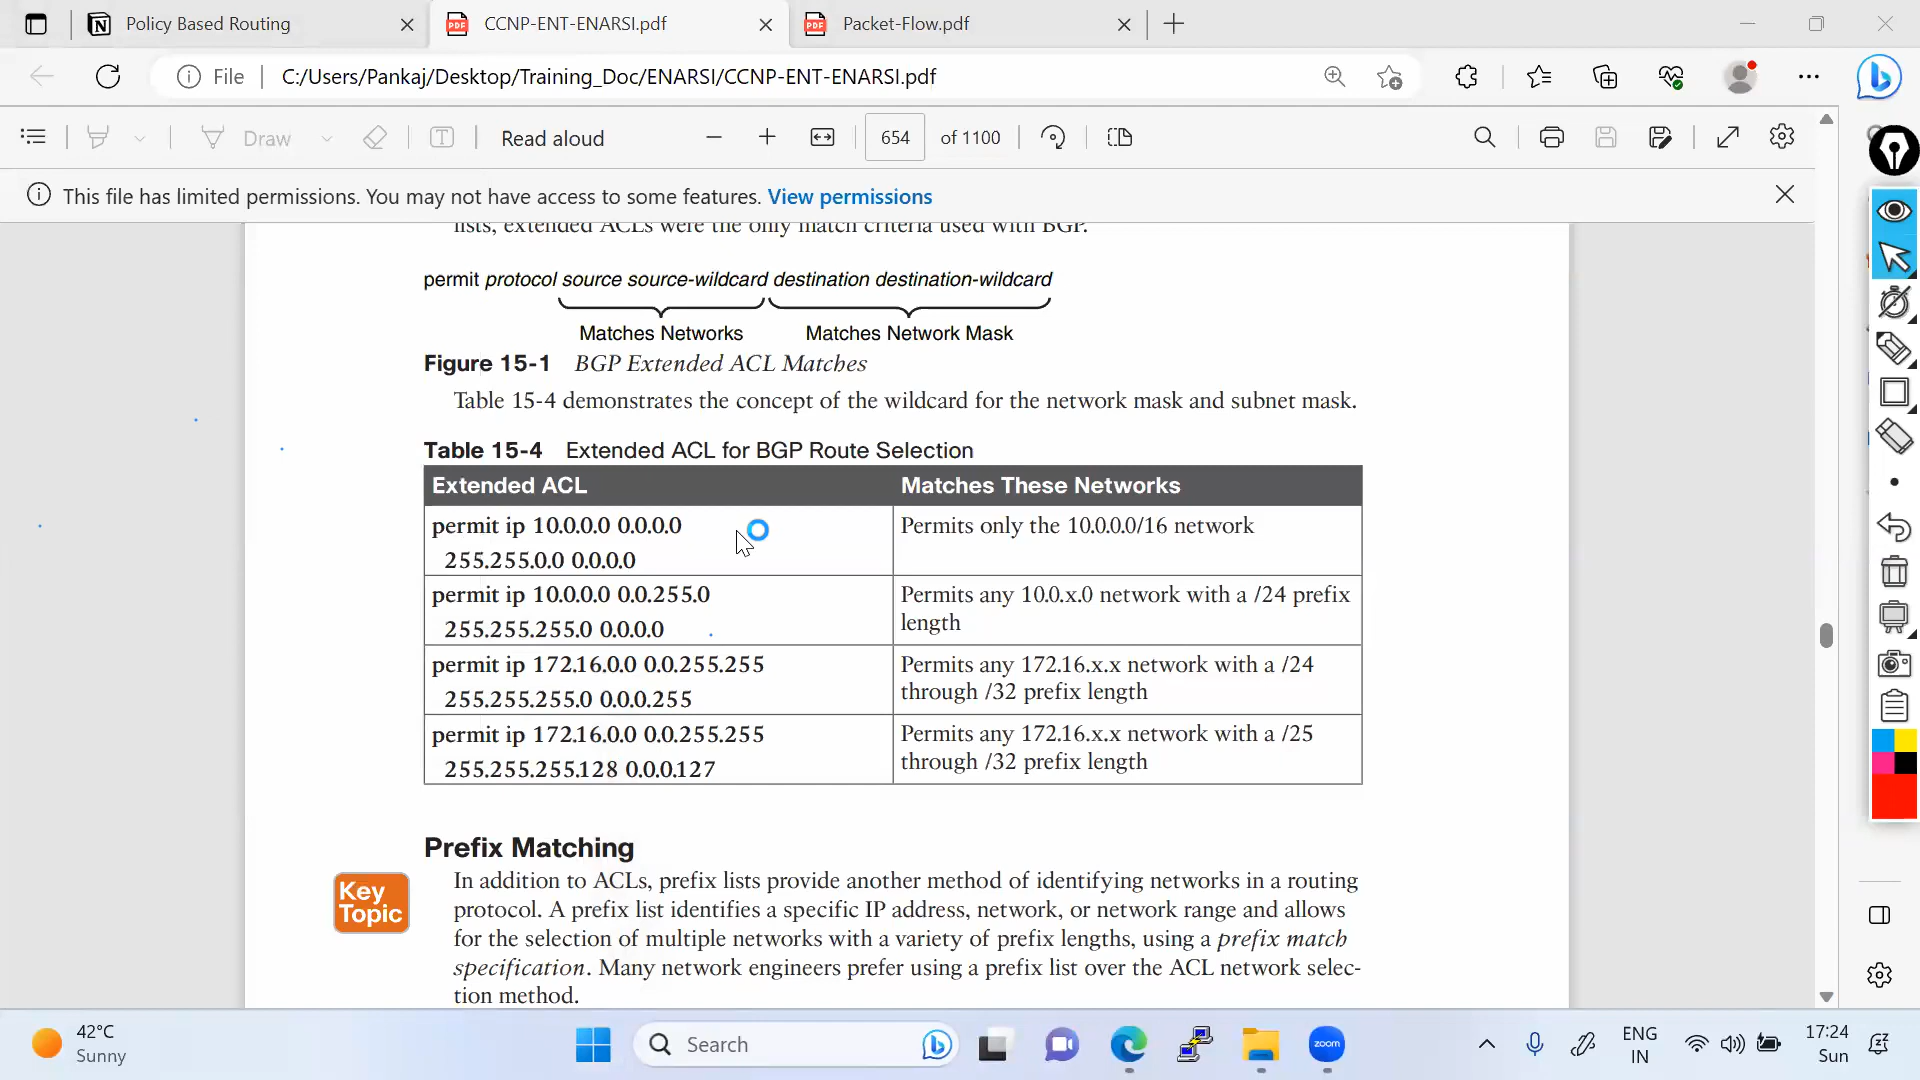 Policy Based Routing
CCNP-ENT-ENARSI.pdf
Packet-Flow.pdf
File
C:/Users/Pankaj/Desktop/Training_Doc/ENARSI/CCNP-ENT-ENARSI.pdf
Draw
Read aloud
654 of 1100
This file has limited permissions. You may not have access to some features. View permissions
lists, extended ACLs were the only match criteria used with BGP.
permit protocol source source-wildcard destination destination-wildcard
Matches Networks
Matches Network Mask
Figure 15-1 BGP Extended ACL Matches
Table 15-4 demonstrates the concept of the wildcard for the network mask and subnet mask.
Table 15-4 Extended ACL for BGP Route Selection
Extended ACL
Matches These Networks
permit ip 10.0.0.0 0.0.0.0
255.255.0.0 0.0.0.0
Permits only the 10.0.0.0/16 network
permit ip 10.0.0.0 0.0.255.0
255.255.255.0 0.0.0.0
Permits any 10.0.x.0 network with a /24 prefix
length
permit ip 172.16.0.0 0.0.255.255
255.255.255.0 0.0.0.255
Permits any 172.16.x.x network with a /24
through /32 prefix length
permit ip 172.16.0.0 0.0.255.255
255.255.255.128 0.0.0.127
Permits any 172.16.x.x network with a /25
through /32 prefix length
Prefix Matching
Key
Topic
In addition to ACLs, prefix lists provide another method of identifying networks in a routing
protocol. A prefix list identifies a specific IP address, network, or network range and allows
for the selection of multiple networks with a variety of prefix lengths, using a prefix match
specification. Many network engineers prefer using a prefix list over the ACL network selec-
tion method.
42°C
Sunny
Search
zoom
ENG
IN
17:24
Sun